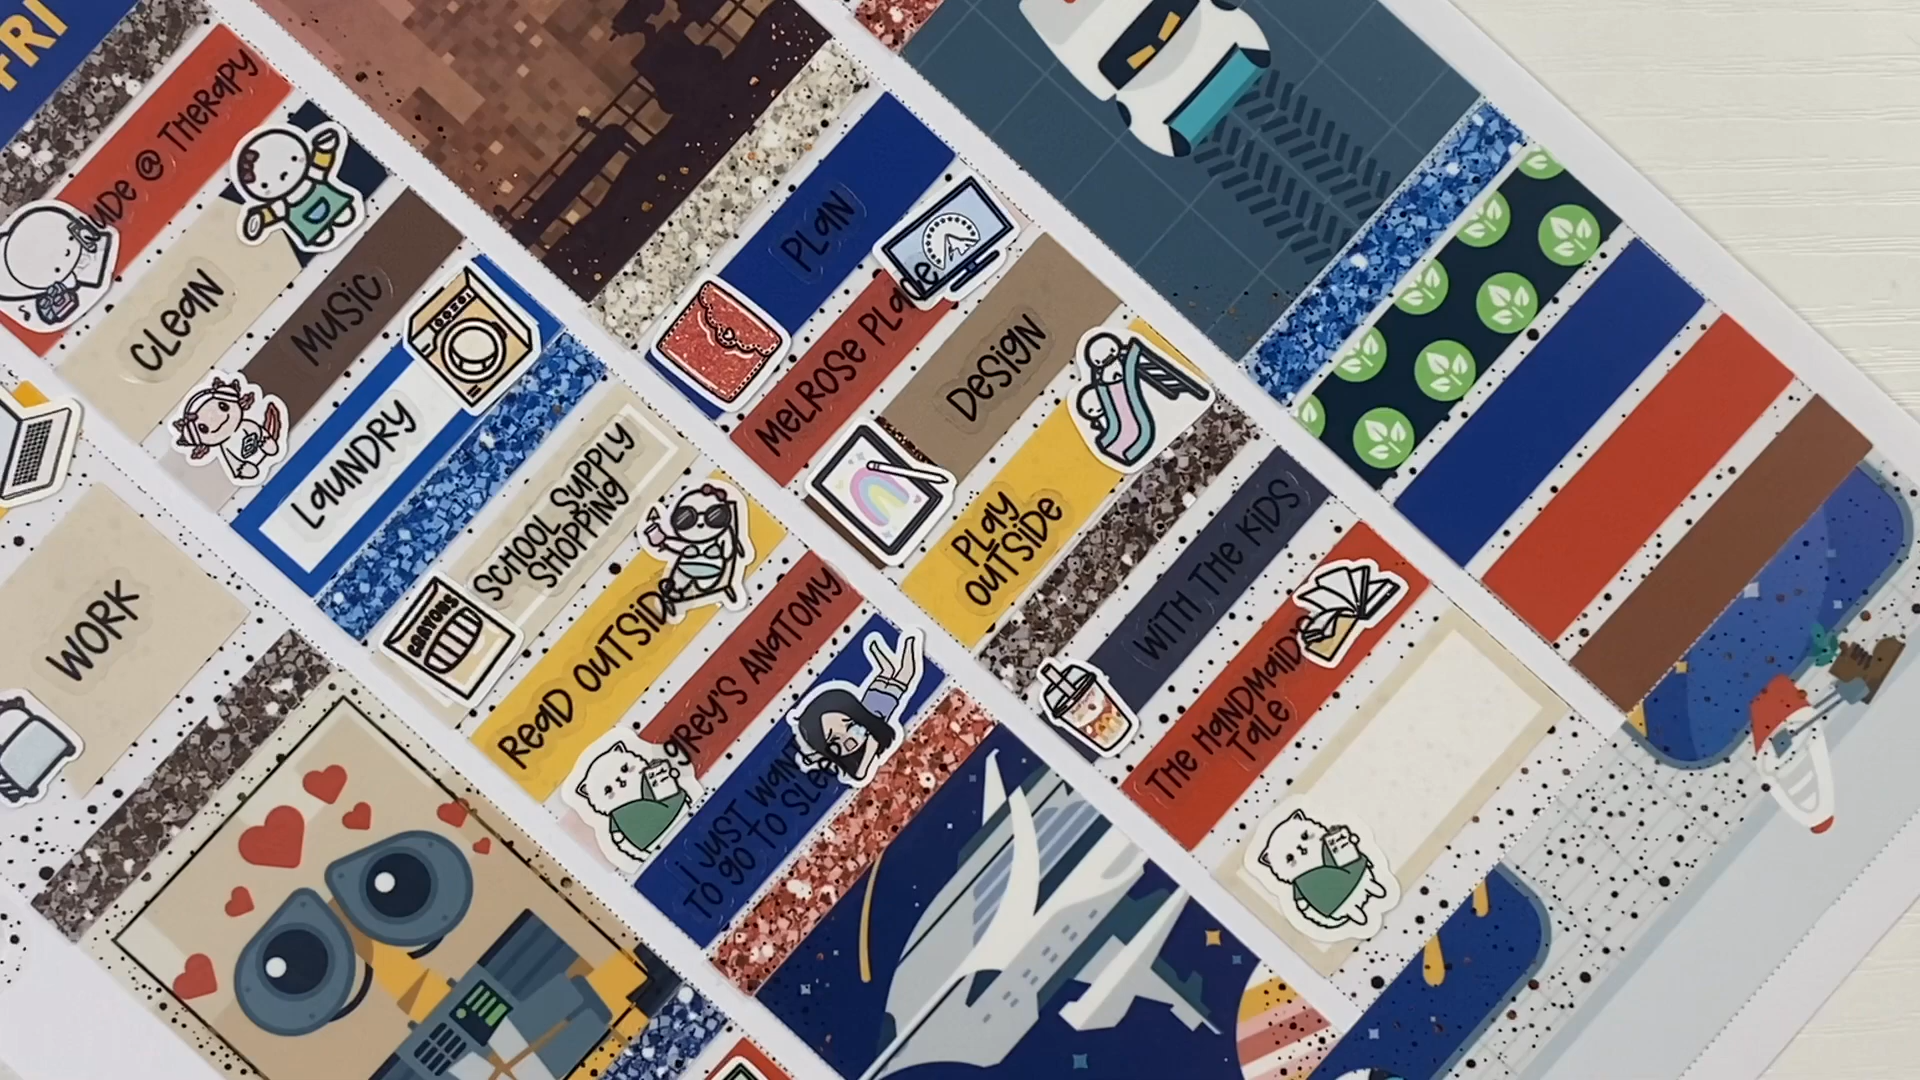 FRI
@ THERAPY
CLEAN
MUSIC
LAUNDRY
WORK
SCHOOL SUPPLY
SHOPPING
CRAYONS
READ OUTSIDE
GREY'S ANATOMY
I JUST WANT
TO GO TO SLEEP
PLAN
MELROSE PLACE
DESIGN
PLAY
OUTSIDE
WITH THE KIDS
THE HANDMAIDS
TALE